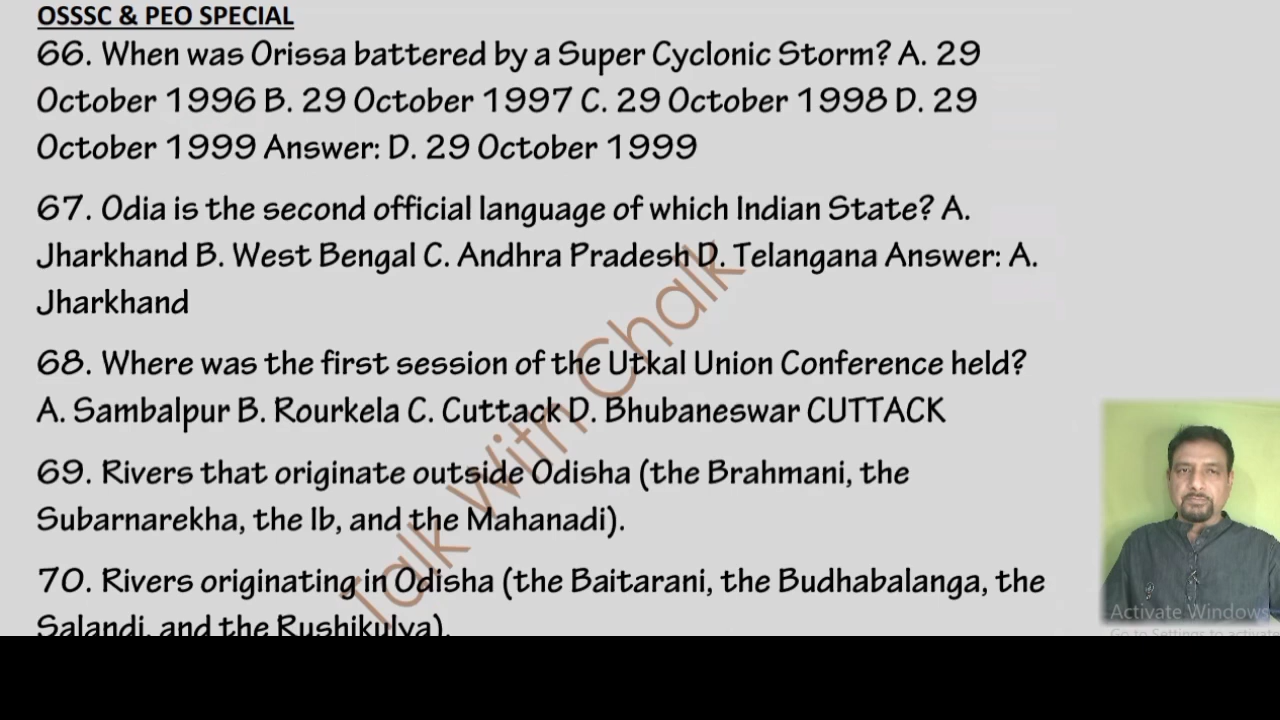 OSSSC & PEO SPECIAL
66. When was Orissa battered by a Super Cyclonic Storm? A. 29
October 1996 B. 29 October 1997 C. 29 October 1998 D. 29
October 1999 Answer: D. 29 October 1999
67. Odia is the second official language of which Indian State? A.
Jharkhand B. West Bengal C. Andhra Pradesh D. Telangana Answer: A.
Jharkhand
68. Where was the first session of the Utkal Union Conference held?
A. Sambalpur B. Rourkela C. Cuttack D. Bhubaneswar CUTTACK
69. Rivers that originate outside Odisha (the Brahmani, the
Subarnarekha, the Ib, and the Mahanadi).
70. Rivers originating in Odisha (the Baitarani, the Budhabalanga, the
Salandi, and the Rushikulya).
Talk With Chalk
Activate Windows
Go to Settings to activate